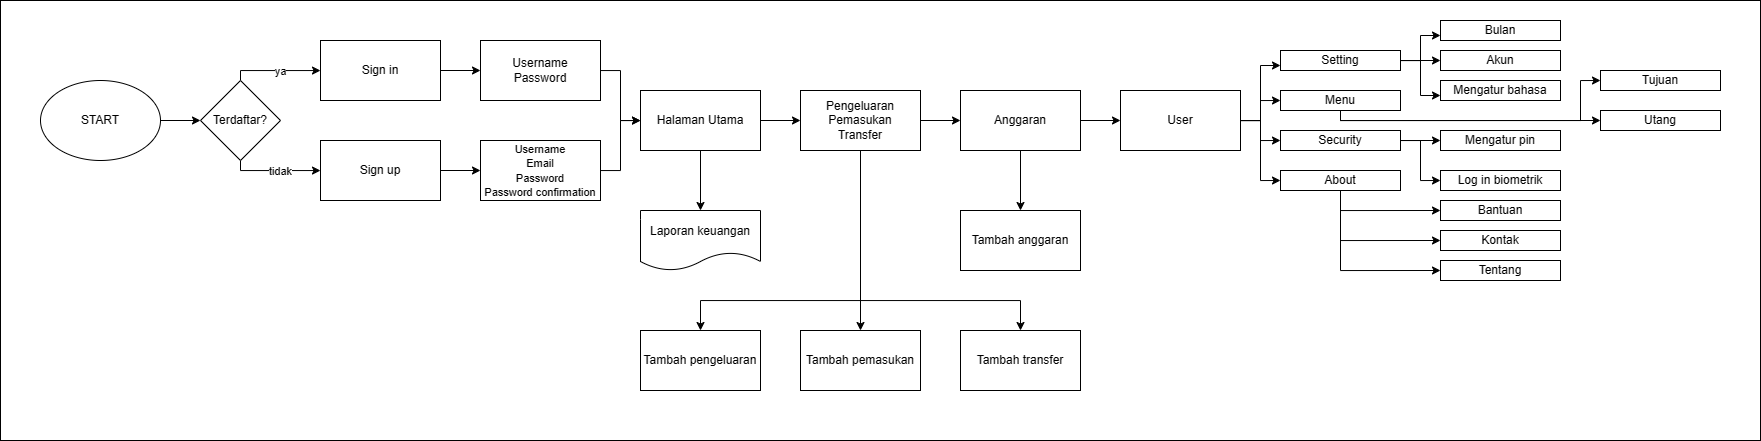 START
Terdaftar?
ya
tidak
Sign in
Sign up
Username
Password
Username
Email
Password
Password confirmation
Halaman Utama
Laporan keuangan
Pengeluaran
Pemasukan
Transfer
Tambah pengeluaran
Tambah pemasukan
Tambah transfer
Anggaran
Tambah anggaran
User
Setting
Menu
Security
About
Bulan
Akun
Mengatur bahasa
Tujuan
Utang
Mengatur pin
Log in biometrik
Bantuan
Kontak
Tentang